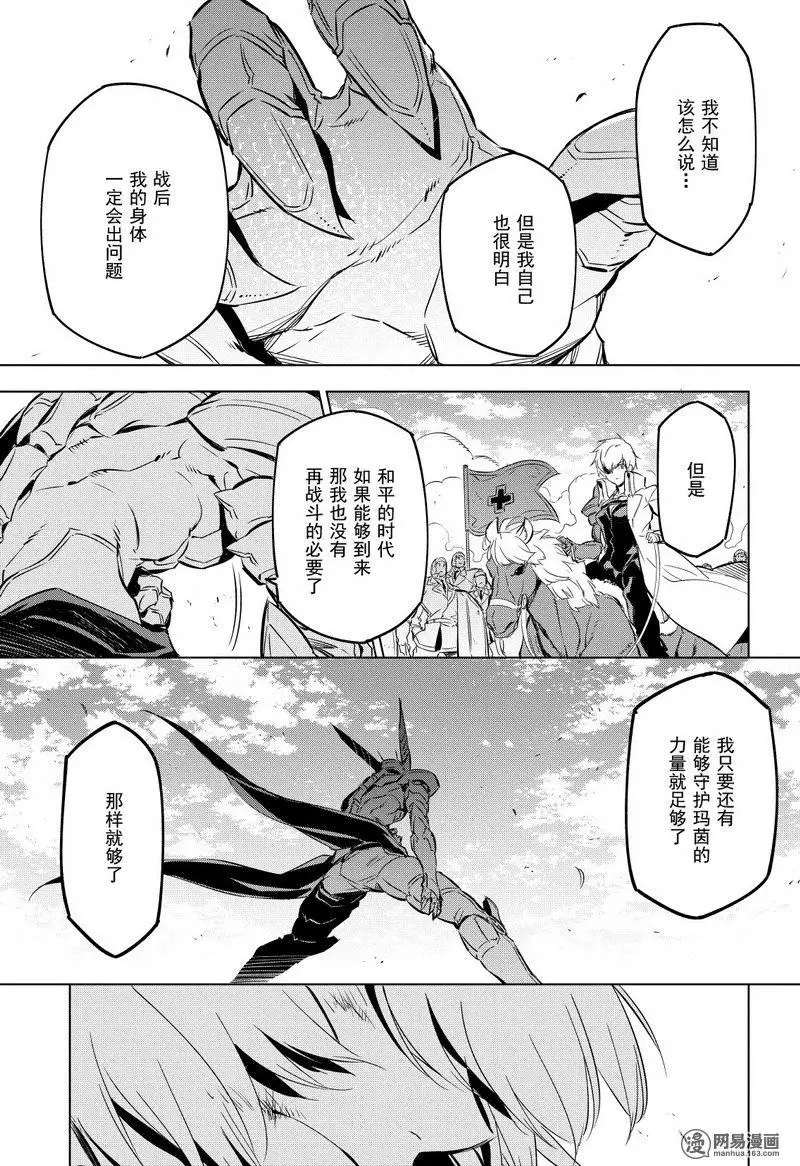 我不知道
该怎么说…
但是我自己
也很明白
战后
我的身体
一定会出问题
但是
和平的时代
如果能够到来
那我也没有
再战斗的必要了
我只要还有
能够守护玛茵的
力量就足够了
那样就够了
漫 网易漫画
manhua.163.com